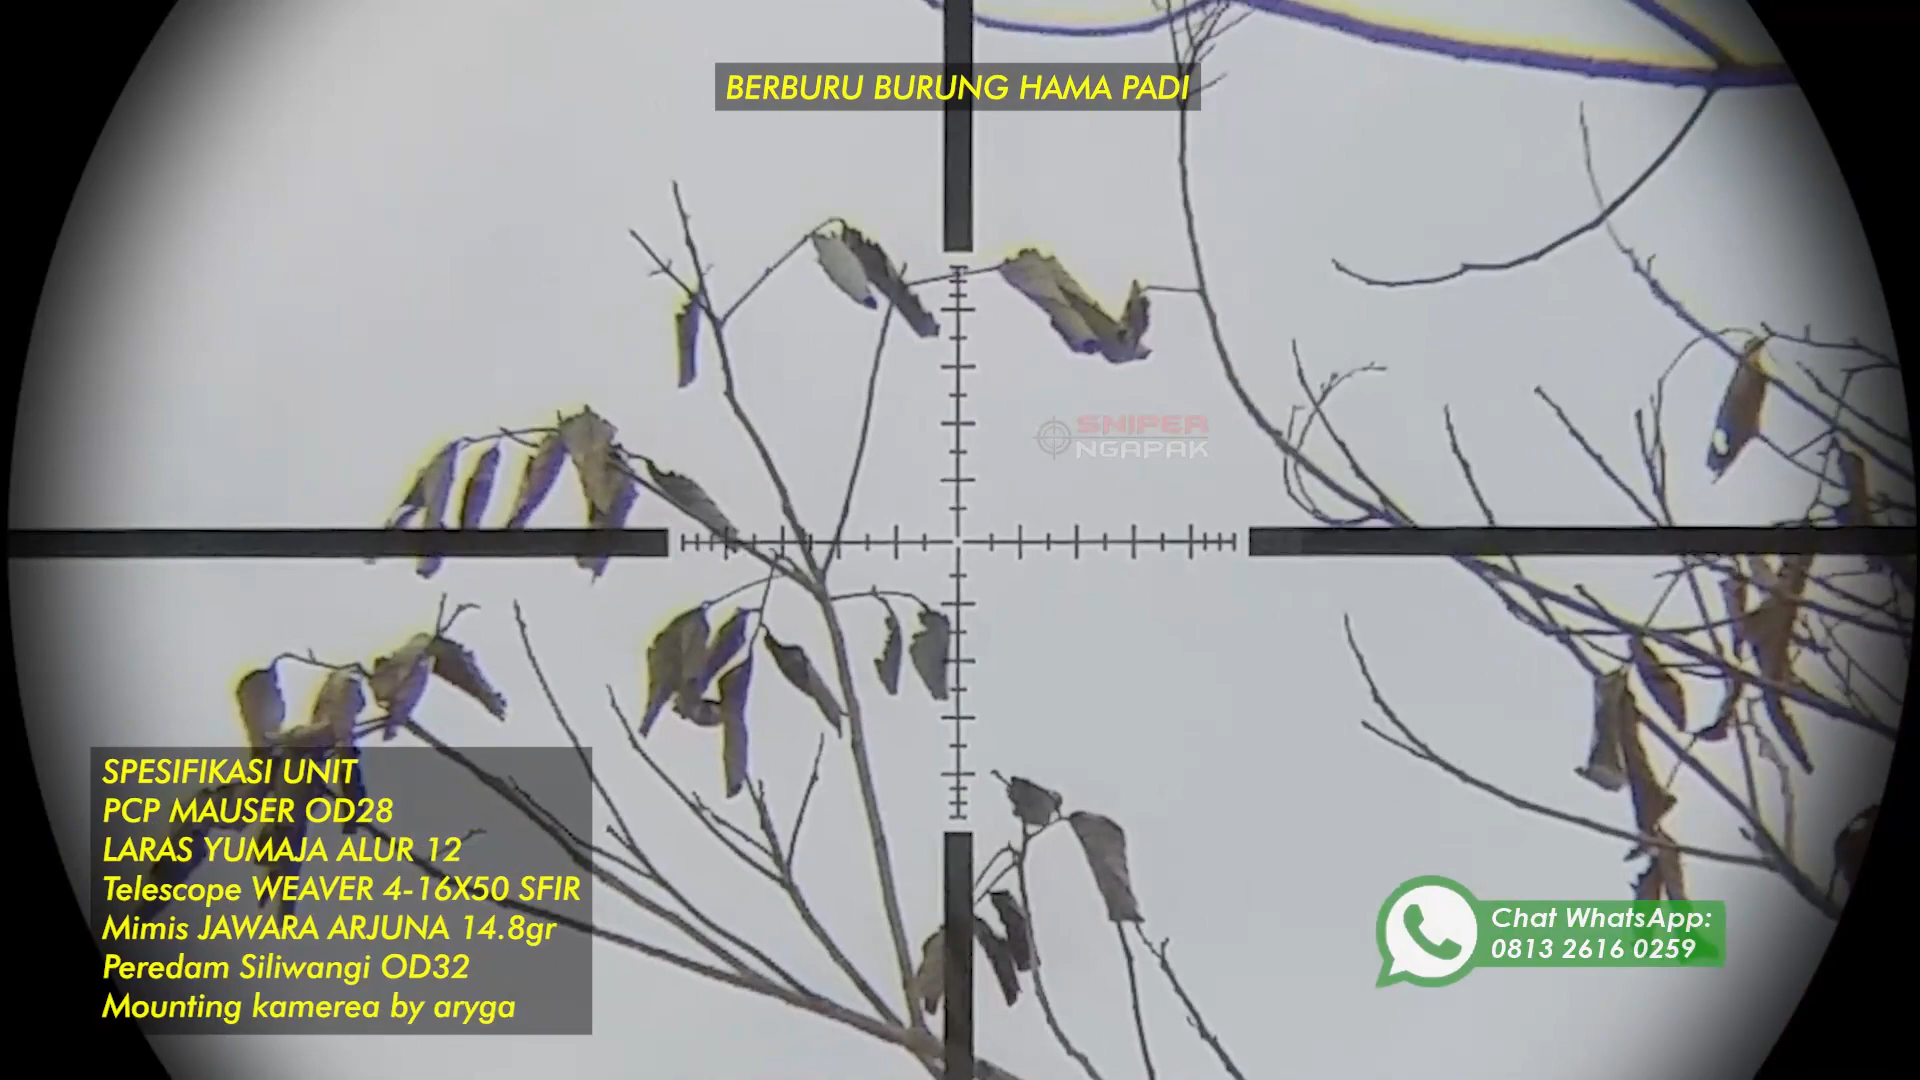 BERBURU BURUNG HAMA PADI
SNIPER
NGAPAK
SPESIFIKASI UNIT
PCP MAUSER OD28
LARAS YUMAJA ALUR 12
Telescope WEAVER 4-16X50 SFIR
Mimis JAWARA ARJUNA 14.8gr
Peredam Siliwangi OD32
Mounting kamerea by aryga
Chat WhatsApp:
0813 2616 0259